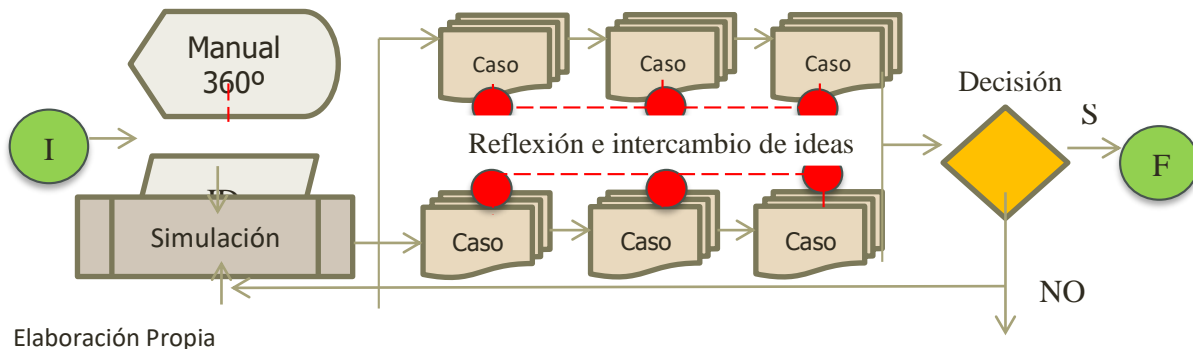 Manual
360º
Caso
Caso
Caso
Decisión
S
I
Reflexión e intercambio de ideas
F
Simulación
Caso
Caso
Caso
NO
Elaboración Propia